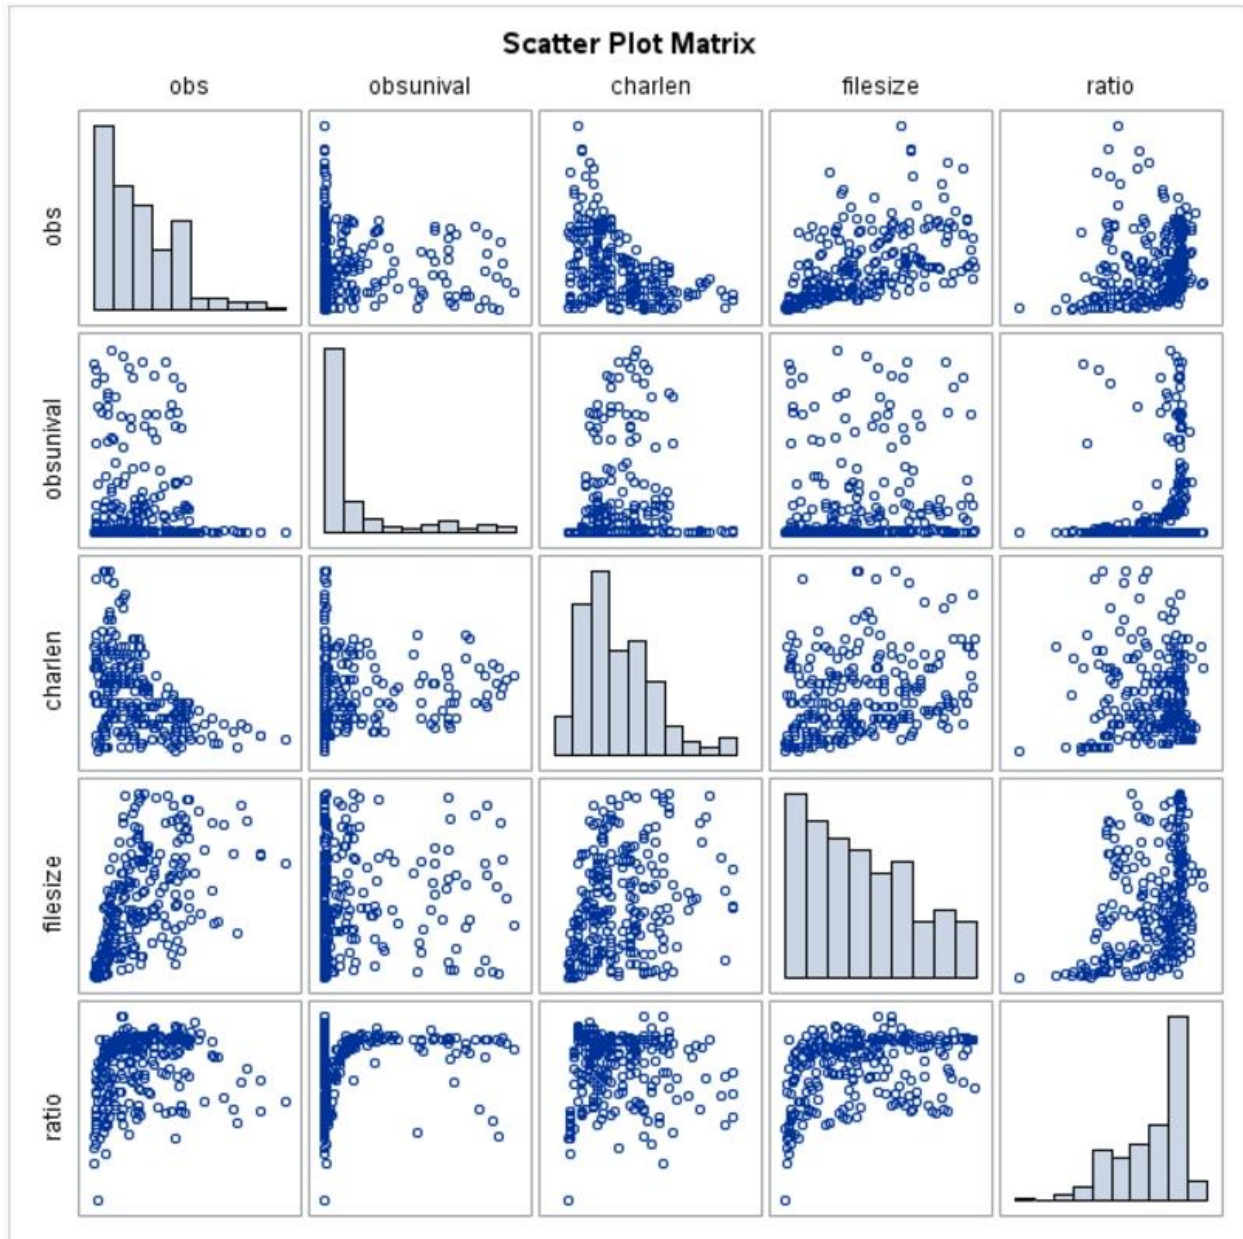 Scatter Plot Matrix
obs obsunival charlen filesize ratio
obs
obsunival
charlen
filesize
ratio